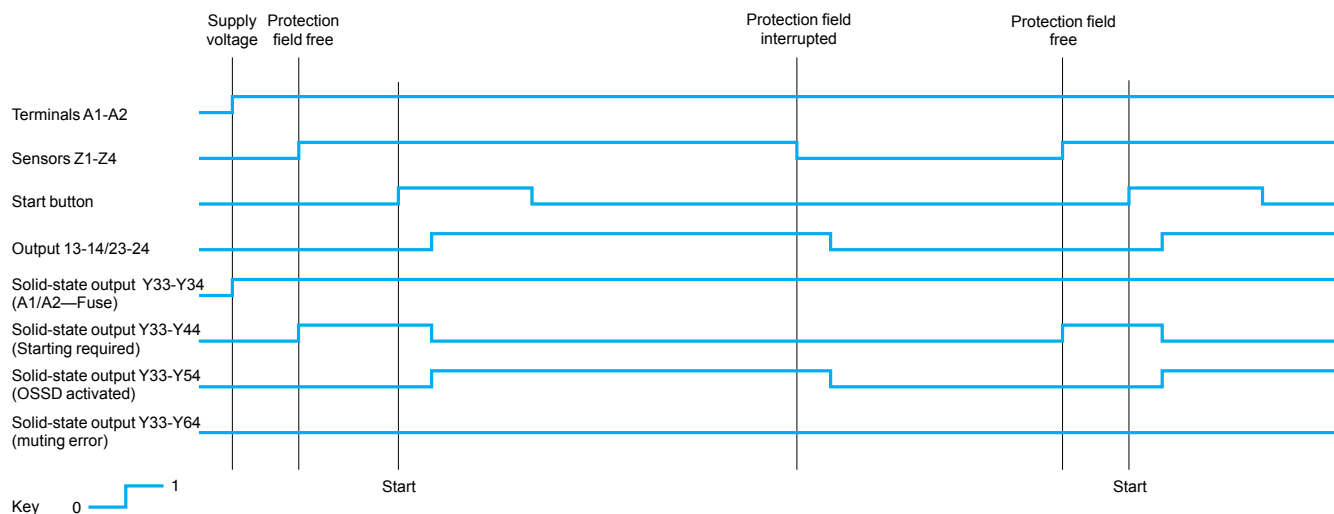 Supply
voltage
Protection
field free
Protection field
interrupted
Protection field
free
Terminals A1-A2
Sensors Z1-Z4
Start button
Output 13-14/23-24
Solid-state output Y33-Y34
(A1/A2—Fuse)
Solid-state output Y33-Y44
(Starting required)
Solid-state output Y33-Y54
(OSSD activated)
Solid-state output Y33-Y64
(muting error)
Start
Start
Key 0 1